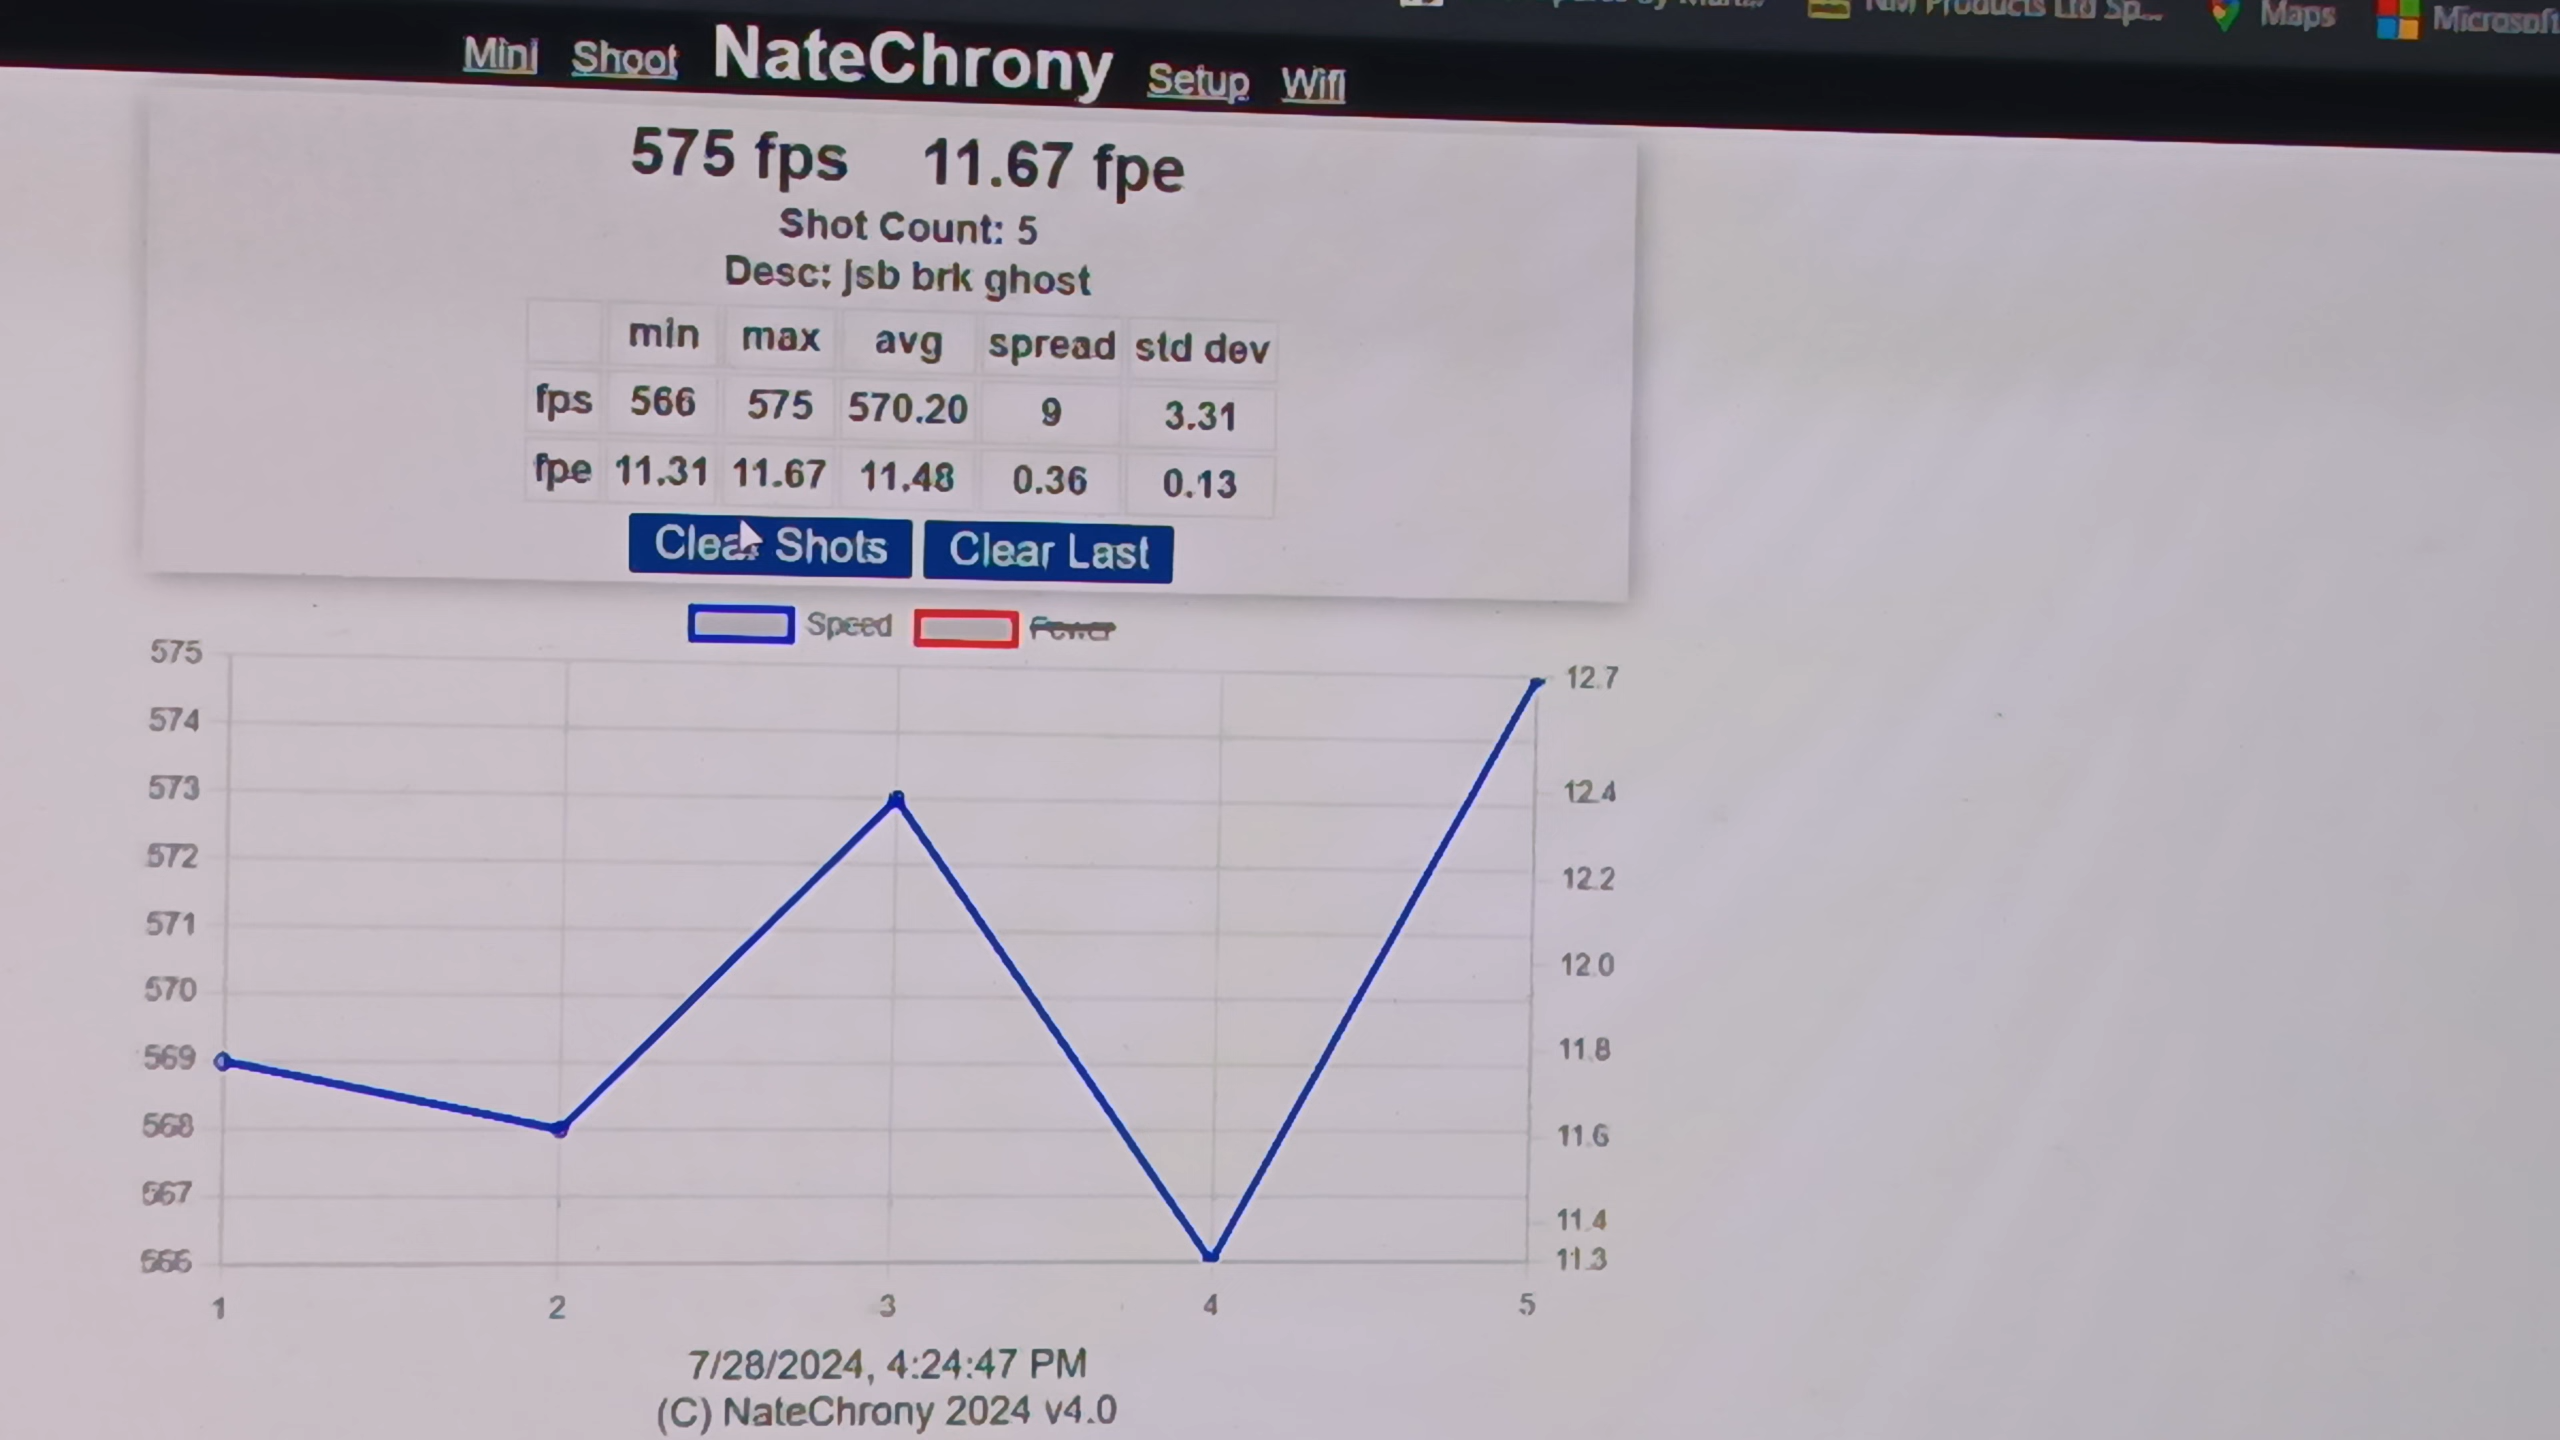 Maps Microsoft
Mini Shoot NateChrony Setup Wifi
575 fps 11.67 fpe
Shot Count: 5
Desc: jsb brk ghost
min max avg spread std dev
fps 566 575 570.20 9 3.31
fpe 11.31 11.67 11.48 0.36 0.13
Clear Shots Clear Last
Speed Power
575
574
573
572
571
570
569
568
567
566
12.7
12.4
12.2
12.0
11.8
11.6
11.4
11.3
1 2 3 4 5
7/28/2024, 4:24:47 PM
(C) NateChrony 2024 v4.0